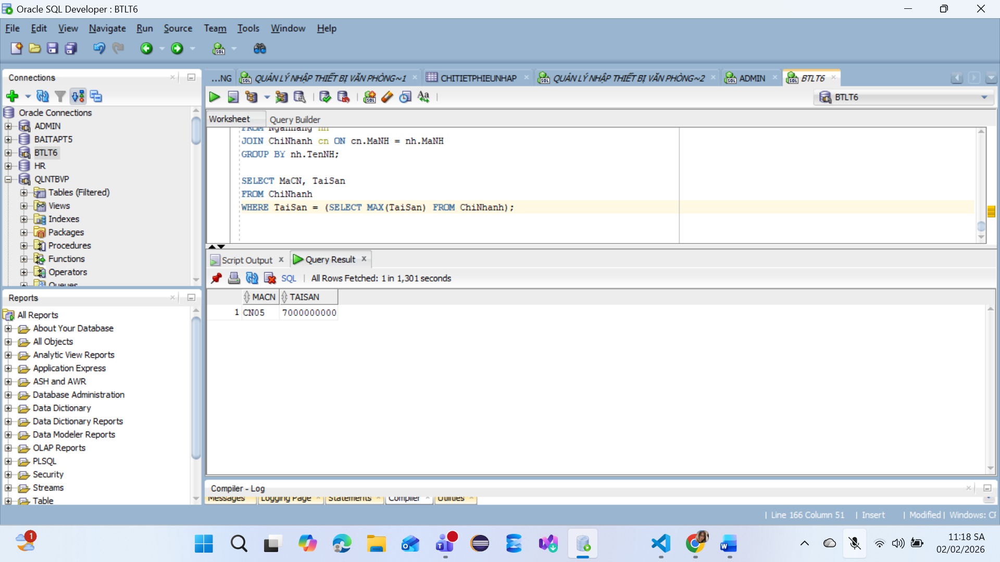 Oracle SQL Developer : BTLT6
File Edit View Navigate Run Source Team Tools Window Help
Connections
Oracle Connections
ADMIN
BAITAPT5
BTLT6
HR
QLNTBVP
Tables (Filtered)
Views
Indexes
Packages
Procedures
Functions
Operators
Queues
Reports
All Reports
About Your Database
All Objects
Analytic View Reports
Application Express
ASH and AWR
Database Administration
Data Dictionary
Data Dictionary Reports
Data Modeler Reports
OLAP Reports
PLSQL
Security
Streams
Table
...NG QUẢN LÝ NHẬP THIẾT BỊ VĂN PHÒNG~1 CHITIETPHIEUNHAP QUẢN LÝ NHẬP THIẾT BỊ VĂN PHÒNG~2 ADMIN BTLT6
BTLT6
Worksheet Query Builder
FROM NganHang nh
JOIN ChiNhanh cn ON cn.MaNH = nh.MaNH
GROUP BY nh.TenNH;
SELECT MaCN, TaiSan
FROM ChiNhanh
WHERE TaiSan = (SELECT MAX(TaiSan) FROM ChiNhanh);
Script Output Query Result
SQL All Rows Fetched: 1 in 1,301 seconds
MACN TAISAN
1 CN05 7000000000
Compiler - Log
Messages Logging Page Statements Compiler Utilities
Line 166 Column 51 Insert Modified Windows:
1
11:18 SA
02/02/2026